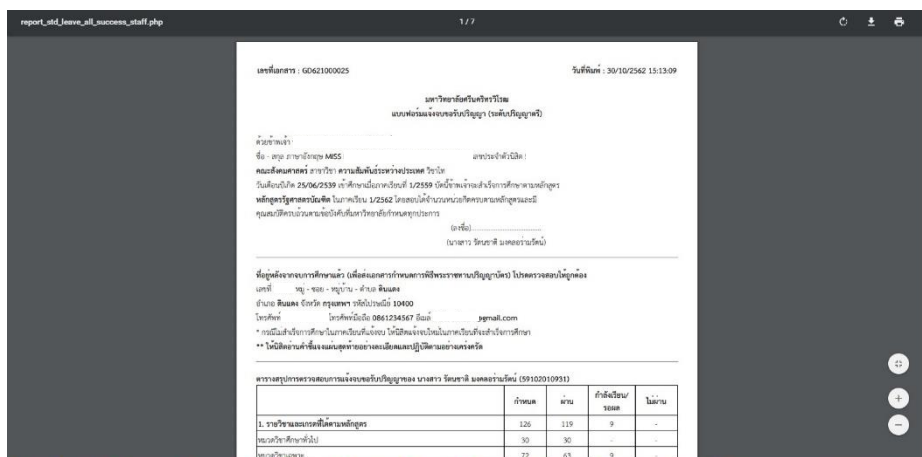 report_std_leave_all_success_staff.php
1 / 7
เลขที่เอกสาร : GD621000025
วันที่พิมพ์ : 30/10/2562 15:13:09
มหาวิทยาลัยศรีนครินทรวิโรฒ
แบบฟอร์มแจ้งจบขอรับปริญญา (ระดับปริญญาตรี)
ด้วยข้าพเจ้า
ชื่อ - สกุล ภาษาอังกฤษ MISS เลขประจำตัวนิสิต :
คณะสังคมศาสตร์ สาขาวิชา ความสัมพันธ์ระหว่างประเทศ วิชาโท
วันเดือนปีเกิด 25/06/2539 เข้าศึกษาเมื่อภาคเรียนที่ 1/2559 บัดนี้ข้าพเจ้าจะสำเร็จการศึกษาตามหลักสูตร
หลักสูตรรัฐศาสตรบัณฑิต ในภาคเรียน 1/2562 โดยสอบได้จำนวนหน่วยกิตครบตามหลักสูตรและมี
คุณสมบัติครบถ้วนตามข้อบังคับที่มหาวิทยาลัยกำหนดทุกประการ
(ลงชื่อ)................................
(นางสาว รัตนชาติ มงคลอร่ามรัตน์)
ที่อยู่หลังจากจบการศึกษาแล้ว (เพื่อส่งเอกสารกำหนดการพิธีพระราชทานปริญญาบัตร) โปรดตรวจสอบให้ถูกต้อง
เลขที่ หมู่ - ซอย - หมู่บ้าน - ตำบล ดินแดง
อำเภอ ดินแดง จังหวัด กรุงเทพฯ รหัสไปรษณีย์ 10400
โทรศัพท์ โทรศัพท์มือถือ 0861234567 อีเมล์ @gmail.com
* กรณีไม่สำเร็จการศึกษาในภาคเรียนที่แจ้งจบ ให้นิสิตแจ้งจบใหม่ในภาคเรียนที่จะสำเร็จการศึกษา
** ให้นิสิตอ่านคำชี้แจงแผ่นสุดท้ายอย่างละเอียดและปฏิบัติตามอย่างเคร่งครัด
ตารางสรุปการตรวจสอบการแจ้งจบขอรับปริญญาของ นางสาว รัตนชาติ มงคลอร่ามรัตน์ (59102010931)
กำหนด ผ่าน กำลังเรียน/รอผล ไม่ผ่าน
1. รายวิชาและเกรดที่ได้ตามหลักสูตร 126 119 9 -
หมวดวิชาศึกษาทั่วไป 30 30 - -
หมวดวิชาเฉพาะ 72 63 9 -